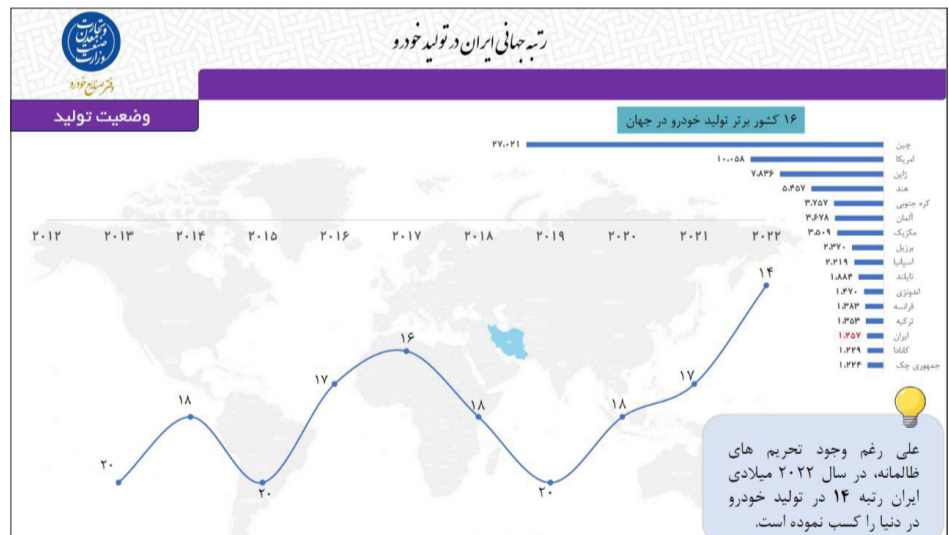 رتبه جهانی ایران در تولید خودرو
وزارت
صنعت
معدن
و تجارت
دفتر صنایع خودرو
وضعیت تولید
۱۶ کشور برتر تولید خودرو در جهان
چین ۲۷،۰۲۱
امریکا ۱۰،۰۵۸
ژاپن ۷،۸۳۶
هند ۵،۴۵۷
کره جنوبی ۳،۷۵۷
آلمان ۳،۶۷۸
مکزیک ۳،۵۰۹
برزیل ۲،۳۷۰
اسپانیا ۲،۲۱۹
تایلند ۱،۸۸۴
اندونزی ۱،۴۷۰
فرانسه ۱،۳۸۳
ترکیه ۱،۳۵۳
ایران ۱،۲۵۷
کانادا ۱،۲۲۹
جمهوری چک ۱،۲۲۴
۲۰۱۲ ۲۰۱۳ ۲۰۱۴ ۲۰۱۵ ۲۰۱۶ ۲۰۱۷ ۲۰۱۸ ۲۰۱۹ ۲۰۲۰ ۲۰۲۱ ۲۰۲۲
۲۰ ۱۸ ۲۰ ۱۷ ۱۶ ۱۸ ۲۰ ۱۸ ۱۷ ۱۴
علی رغم وجود تحریم های
ظالمانه، در سال ۲۰۲۲ میلادی
ایران رتبه ۱۴ در تولید خودرو
در دنیا را کسب نموده است.